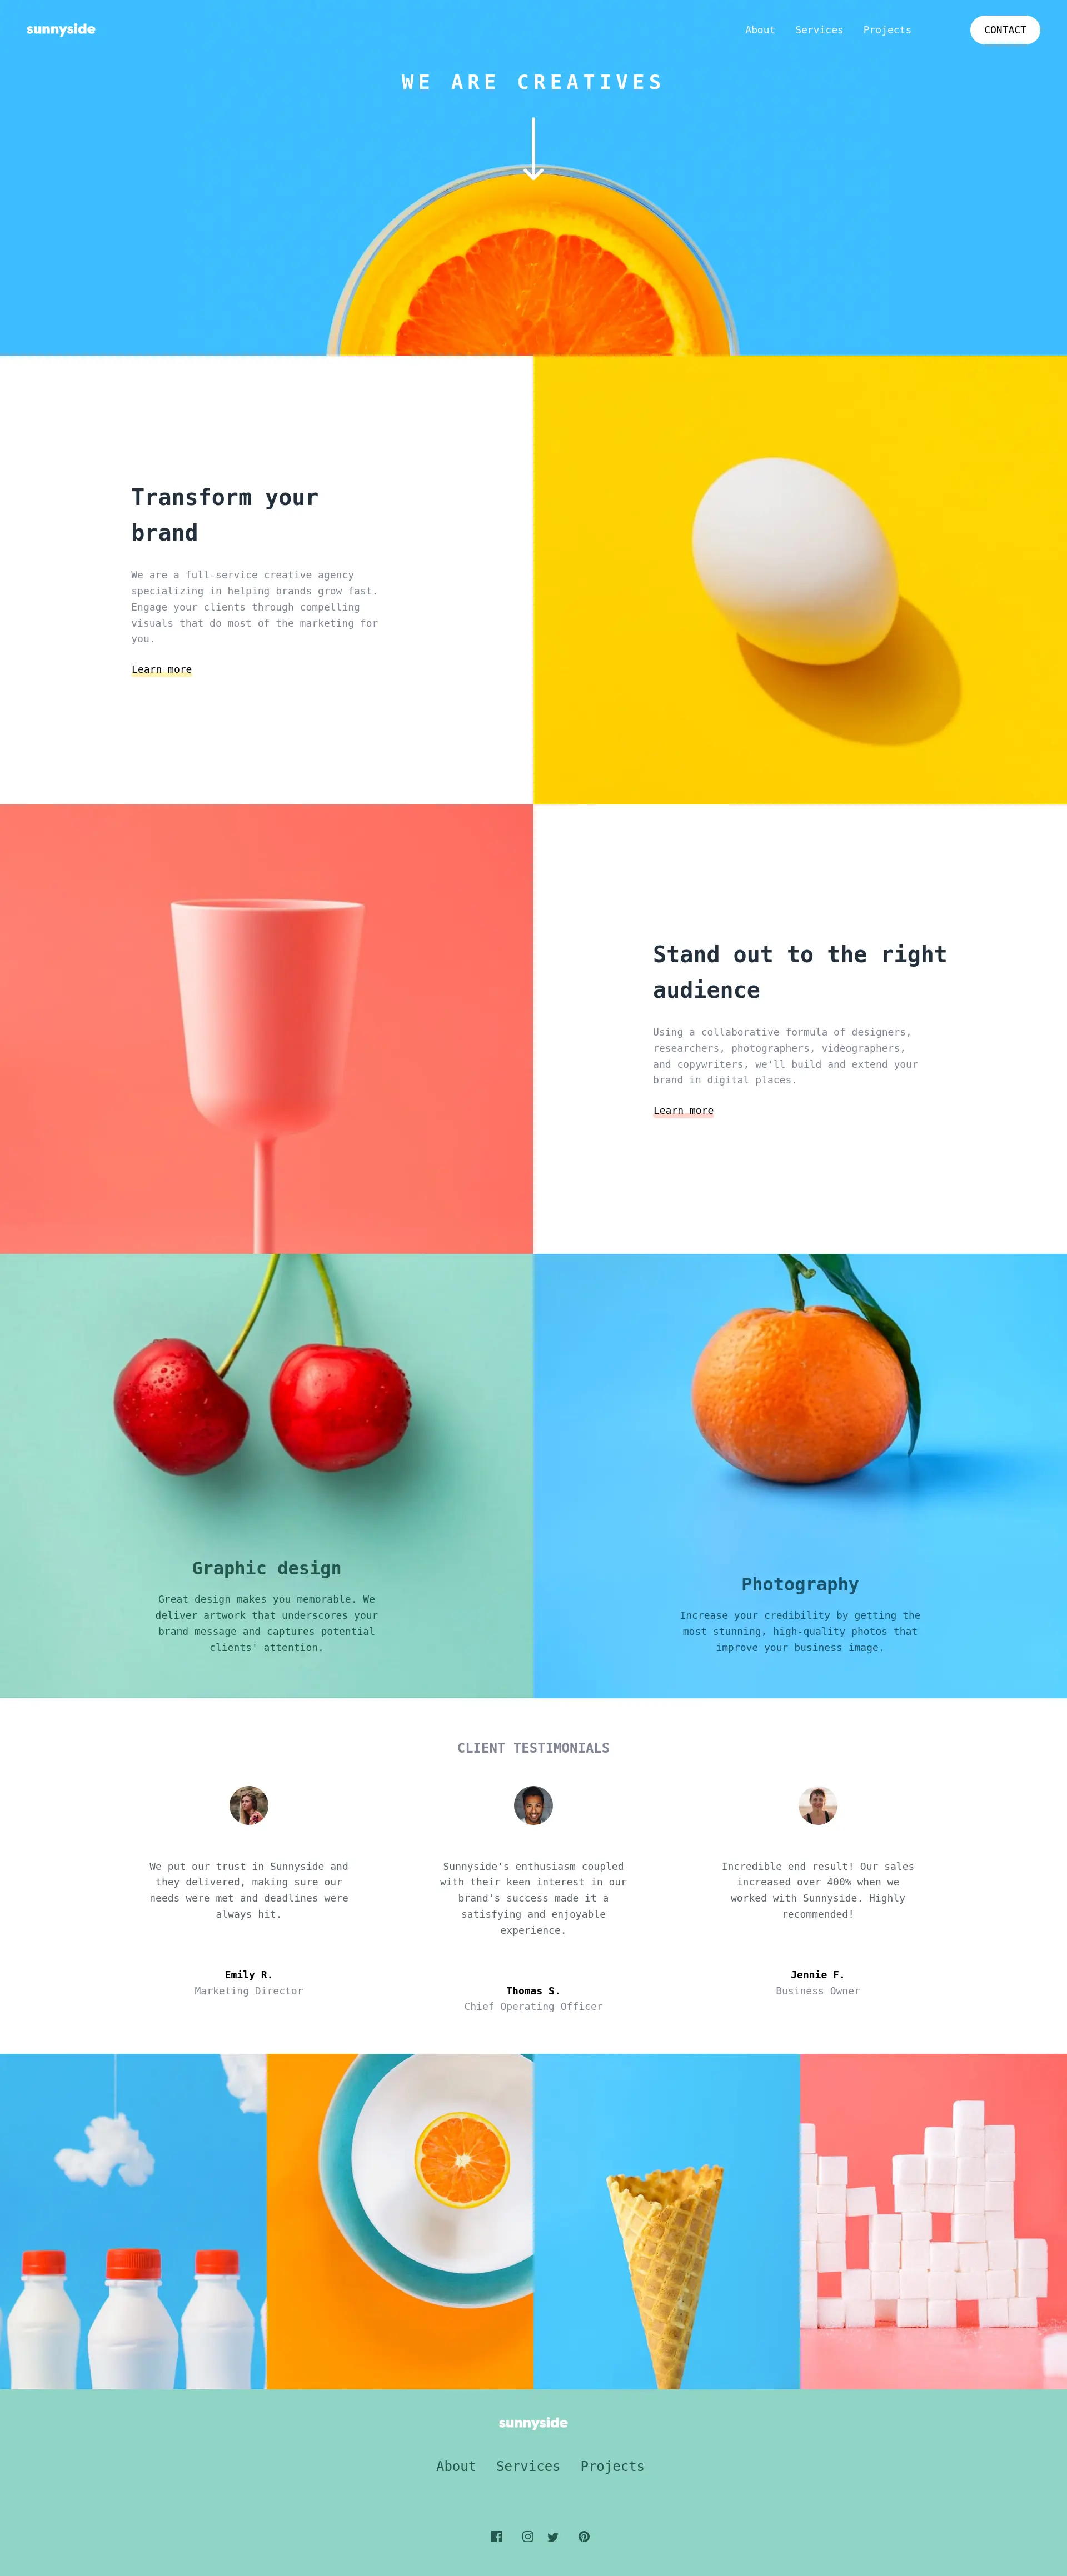 sunnyside
About Services Projects CONTACT
WE ARE CREATIVES
Transform your
brand
We are a full-service creative agency
specializing in helping brands grow fast.
Engage your clients through compelling
visuals that do most of the marketing for
you.
Learn more
Stand out to the right
audience
Using a collaborative formula of designers,
researchers, photographers, videographers,
and copywriters, we'll build and extend your
brand in digital places.
Learn more
Graphic design
Great design makes you memorable. We
deliver artwork that underscores your
brand message and captures potential
clients' attention.
Photography
Increase your credibility by getting the
most stunning, high-quality photos that
improve your business image.
CLIENT TESTIMONIALS
We put our trust in Sunnyside and
they delivered, making sure our
needs were met and deadlines were
always hit.
Emily R.
Marketing Director
Sunnyside's enthusiasm coupled
with their keen interest in our
brand's success made it a
satisfying and enjoyable
experience.
Thomas S.
Chief Operating Officer
Incredible end result! Our sales
increased over 400% when we
worked with Sunnyside. Highly
recommended!
Jennie F.
Business Owner
sunnyside
About Services Projects